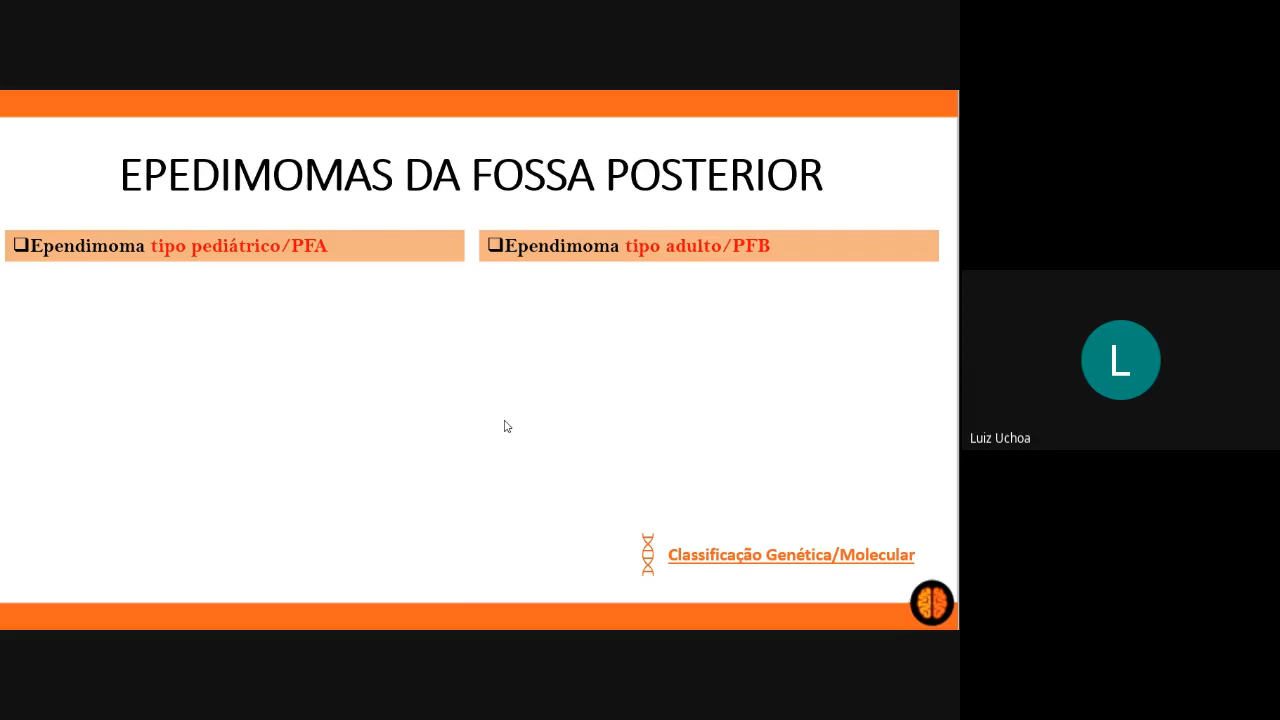 EPEDIMOMAS DA FOSSA POSTERIOR
❑Ependimoma tipo pediátrico/PFA
❑Ependimoma tipo adulto/PFB
L
Luiz Uchoa
Classificação Genética/Molecular